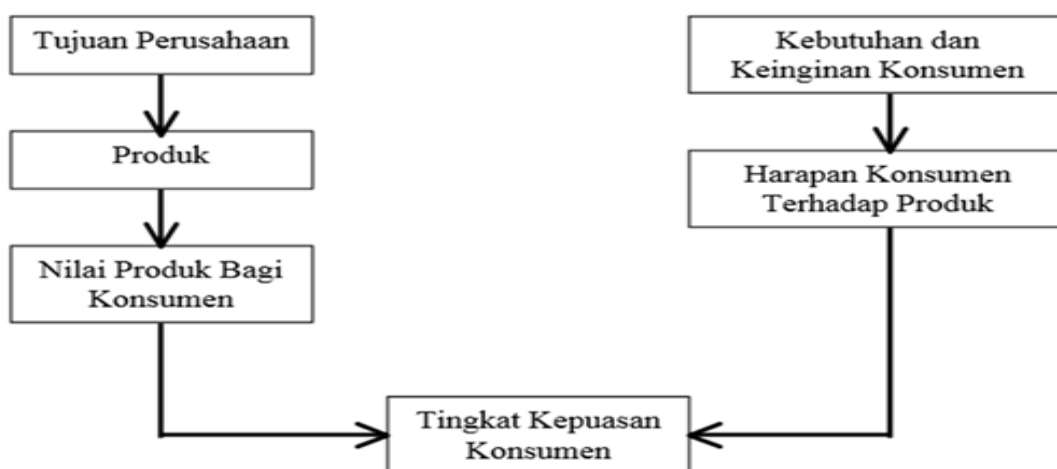 Tujuan Perusahaan
Produk
Nilai Produk Bagi
Konsumen
Kebutuhan dan
Keinginan Konsumen
Harapan Konsumen
Terhadap Produk
Tingkat Kepuasan
Konsumen